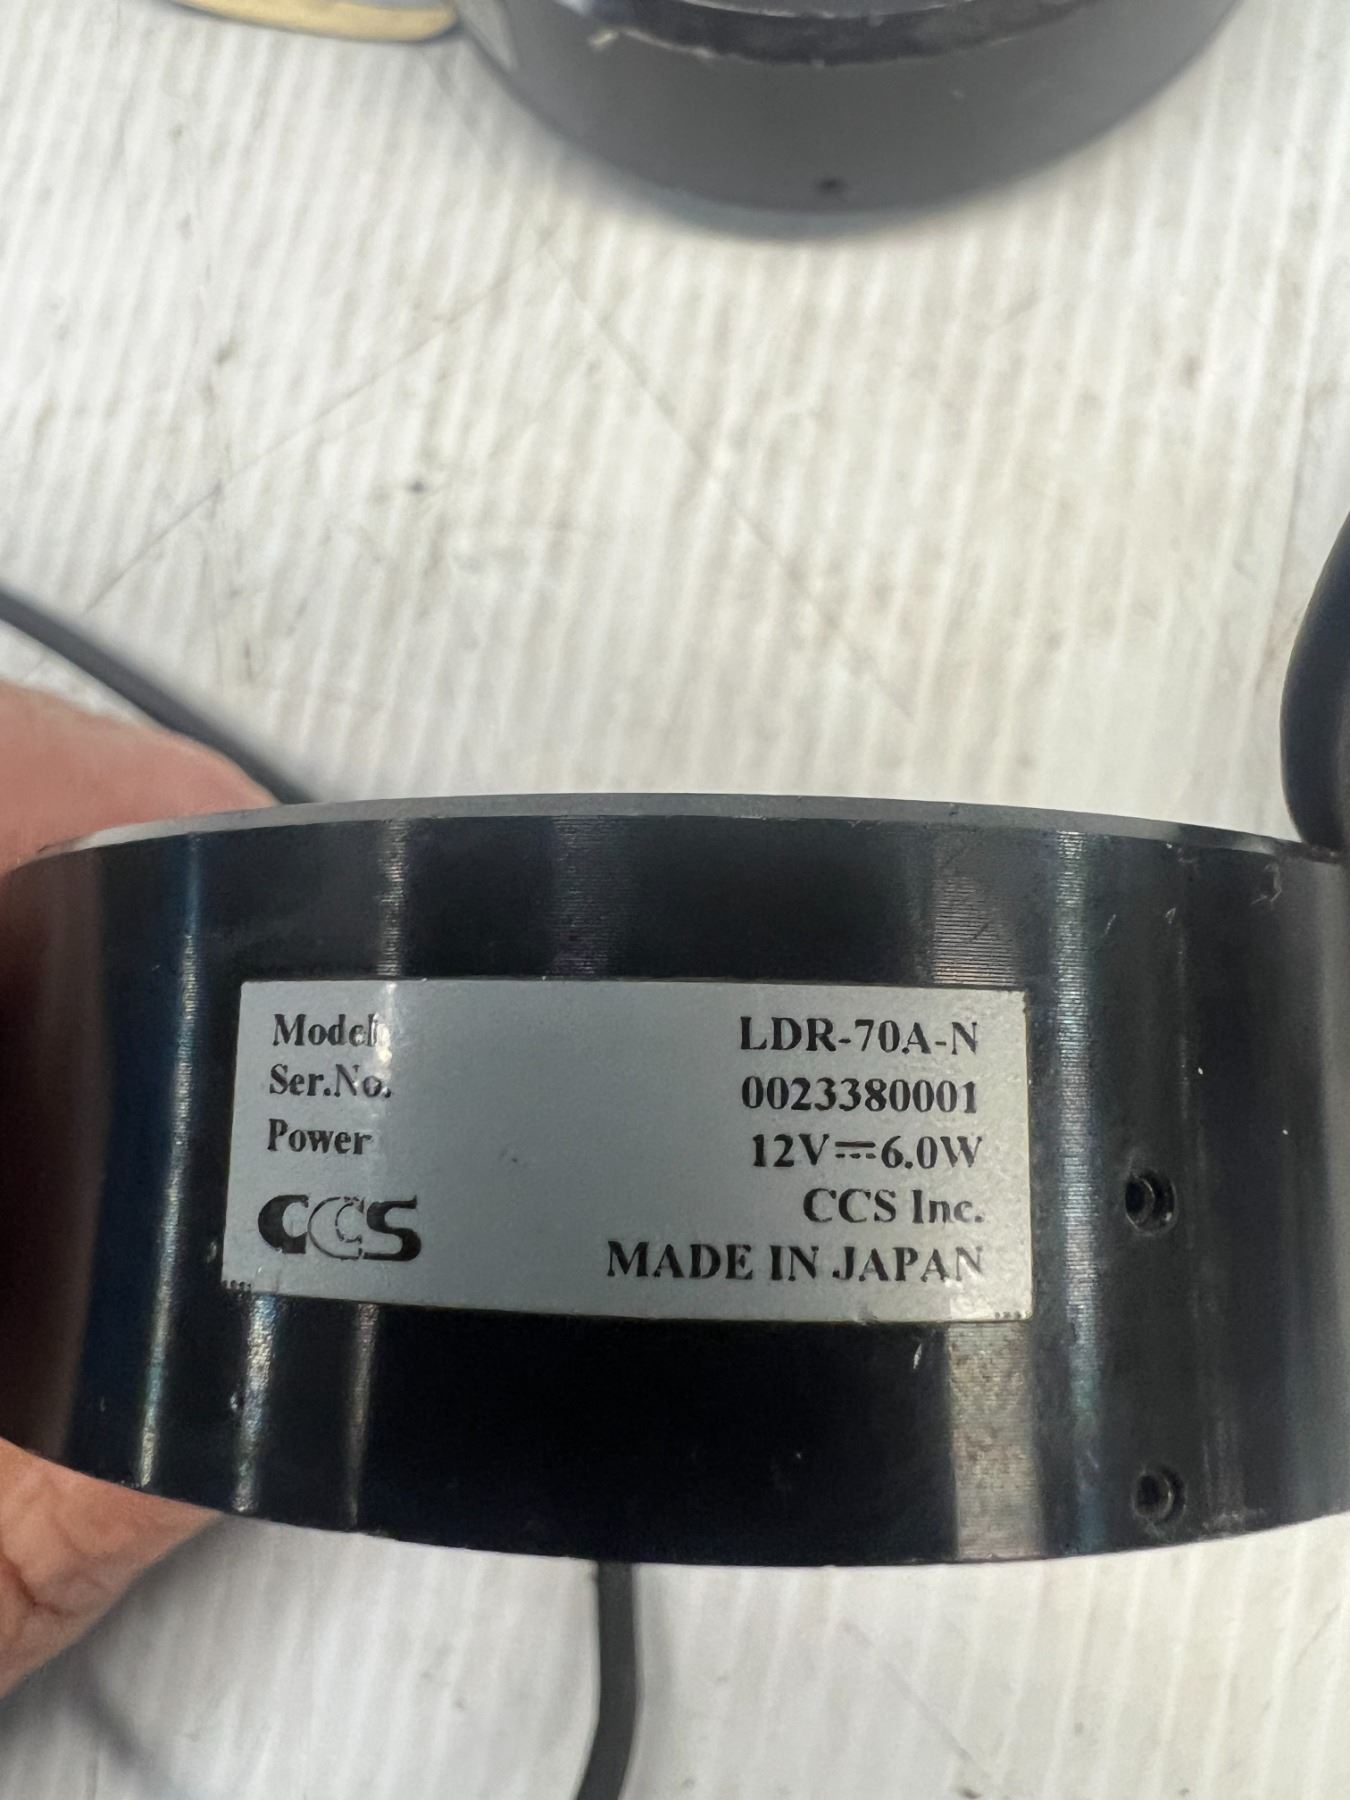 Model LDR-70A-N
Ser.No. 0023380001
Power 12V⎓6.0W
CCS CCS Inc.
MADE IN JAPAN